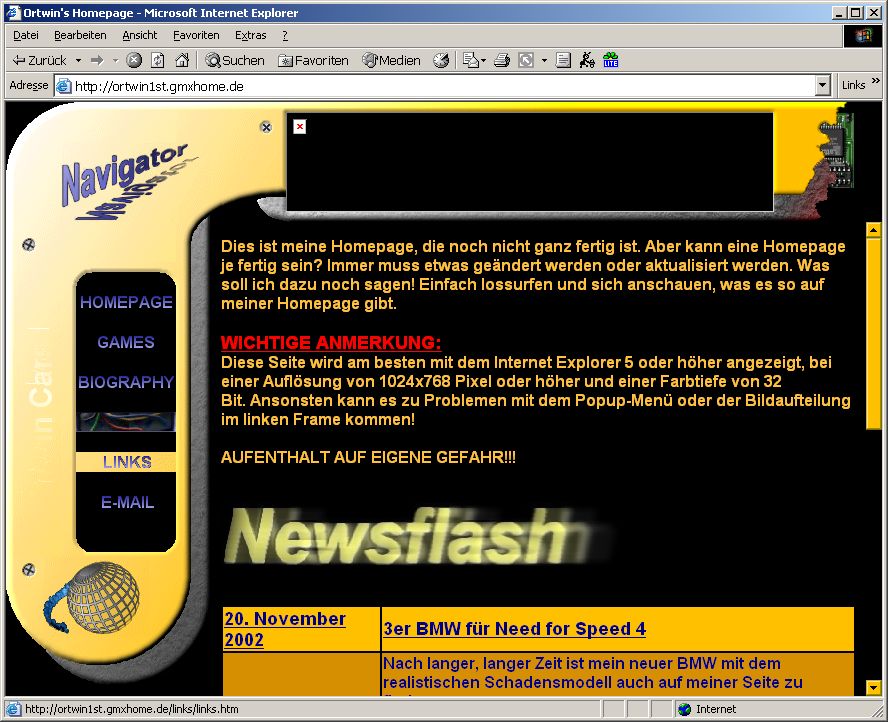 Ortwin's Homepage - Microsoft Internet Explorer
Datei Bearbeiten Ansicht Favoriten Extras ?
Zurück Suchen Favoriten Medien LITE
Adresse http://ortwin1st.gmxhome.de Links »
Navigator
Navigator
HOMEPAGE
GAMES
BIOGRAPHY
LINKS
E-MAIL
Dies ist meine Homepage, die noch nicht ganz fertig ist. Aber kann eine Homepage
je fertig sein? Immer muss etwas geändert werden oder aktualisiert werden. Was
soll ich dazu noch sagen! Einfach lossurfen und sich anschauen, was es so auf
meiner Homepage gibt.
WICHTIGE ANMERKUNG:
Diese Seite wird am besten mit dem Internet Explorer 5 oder höher angezeigt, bei
einer Auflösung von 1024x768 Pixel oder höher und einer Farbtiefe von 32
Bit. Ansonsten kann es zu Problemen mit dem Popup-Menü oder der Bildaufteilung
im linken Frame kommen!
AUFENTHALT AUF EIGENE GEFAHR!!!
Newsflash
20. November
2002
3er BMW für Need for Speed 4
Nach langer, langer Zeit ist mein neuer BMW mit dem
realistischen Schadensmodell auch auf meiner Seite zu
http://ortwin1st.gmxhome.de/links/links.htm Internet